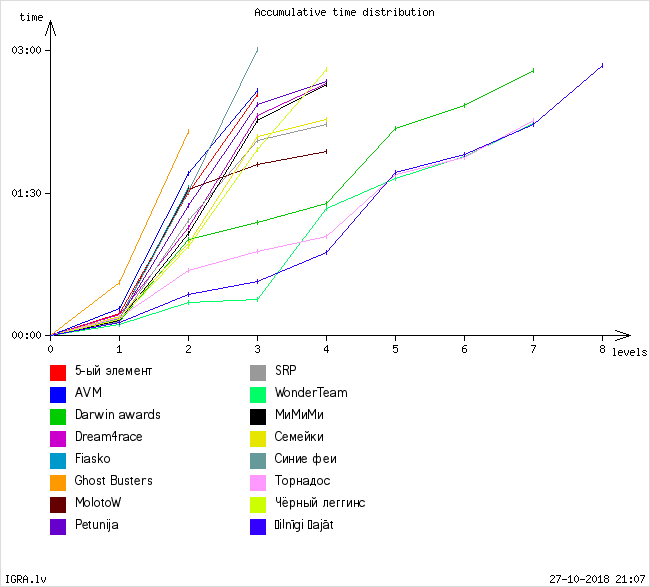 Accumulative time distribution
time
03:00
01:30
00:00
0 1 2 3 4 5 6 7 8
levels
5-ый элемент
AVM
Darwin awards
Dream4race
Fiasko
Ghost Busters
MolotoW
Petunija
SRP
WonderTeam
МиМиМи
Семейки
Синие феи
Торнадос
Чёрный леггинс
▯ilnīgi ▯ajāt
IGRA.lv
27-10-2018 21:07